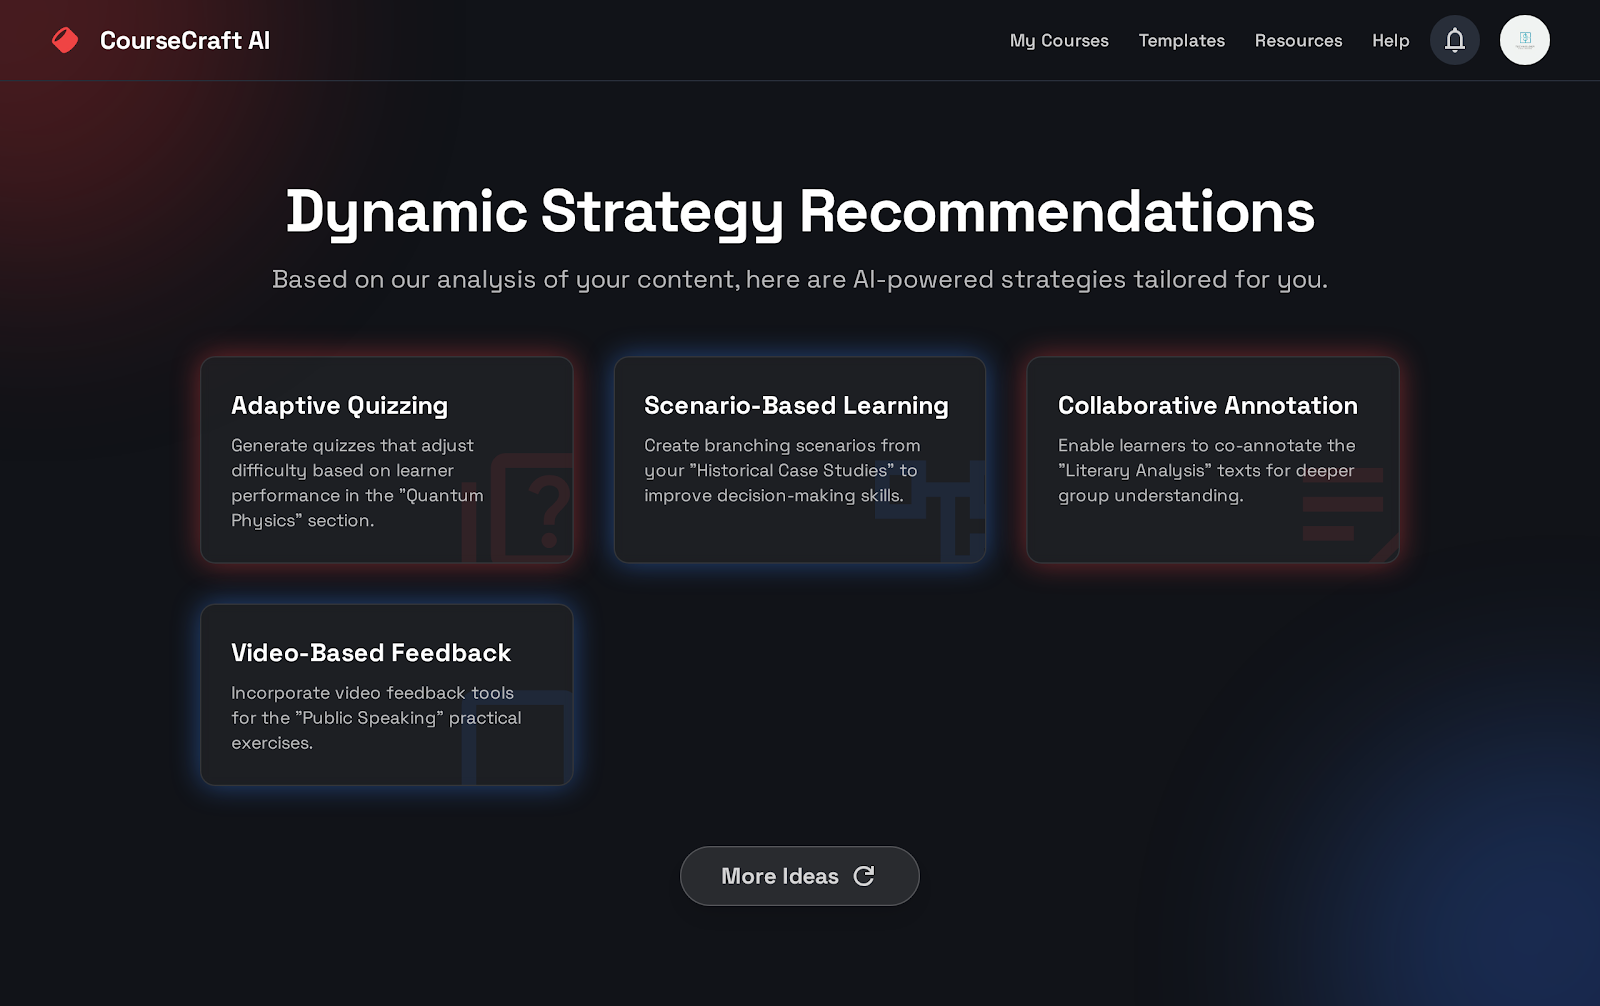 CourseCraft AI
My Courses
Templates
Resources
Help
Dynamic Strategy Recommendations
Based on our analysis of your content, here are AI-powered strategies tailored for you.
Adaptive Quizzing
Generate quizzes that adjust
difficulty based on learner
performance in the "Quantum
Physics" section.
Scenario-Based Learning
Create branching scenarios from
your "Historical Case Studies" to
improve decision-making skills.
Collaborative Annotation
Enable learners to co-annotate the
"Literary Analysis" texts for deeper
group understanding.
Video-Based Feedback
Incorporate video feedback tools
for the "Public Speaking" practical
exercises.
More Ideas